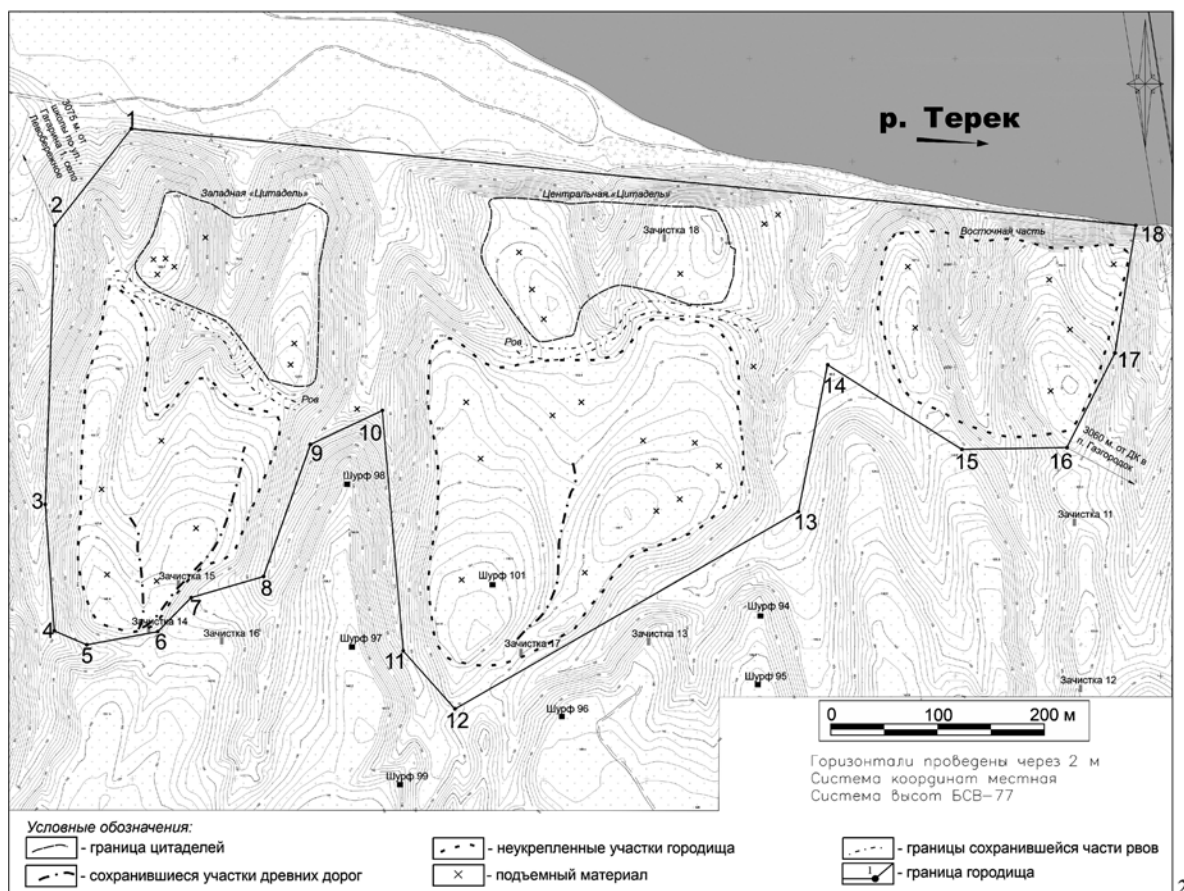 1
р. Терек
3075 м. от
школы по ул.
Гагарина 1, село
Левобережное
2
Западная «Цитадель»
Центральная «Цитадель»
Зачистка 18
Восточная часть
18
17
Ров
14
Ров
10
9
15
16
3060 м. от ДК в
п. Газгородок
Шурф 98
3
13
Зачистка 11
Зачистка 15
8
Шурф 101
7
Шурф 94
4
Зачистка 14
6
Зачистка 16
5
Шурф 97
11
Зачистка 17
Зачистка 13
12
Шурф 95
Зачистка 12
Шурф 96
Шурф 99
0 100 200 м
Горизонтали проведены через 2 м
Система координат местная
Система высот БСВ-77
Условные обозначения:
- граница цитаделей
- неукрепленные участки городища
- границы сохранившейся части рвов
- сохранившиеся участки древних дорог
- подъемный материал
1
- граница городища
2